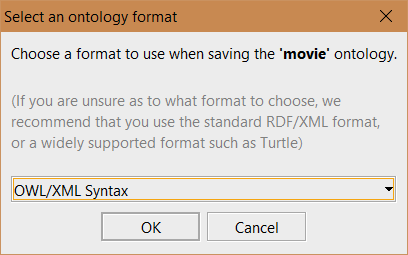 Select an ontology format
Choose a format to use when saving the 'movie' ontology.
(If you are unsure as to what format to choose, we
recommend that you use the standard RDF/XML format,
or a widely supported format such as Turtle)
OWL/XML Syntax
OK Cancel